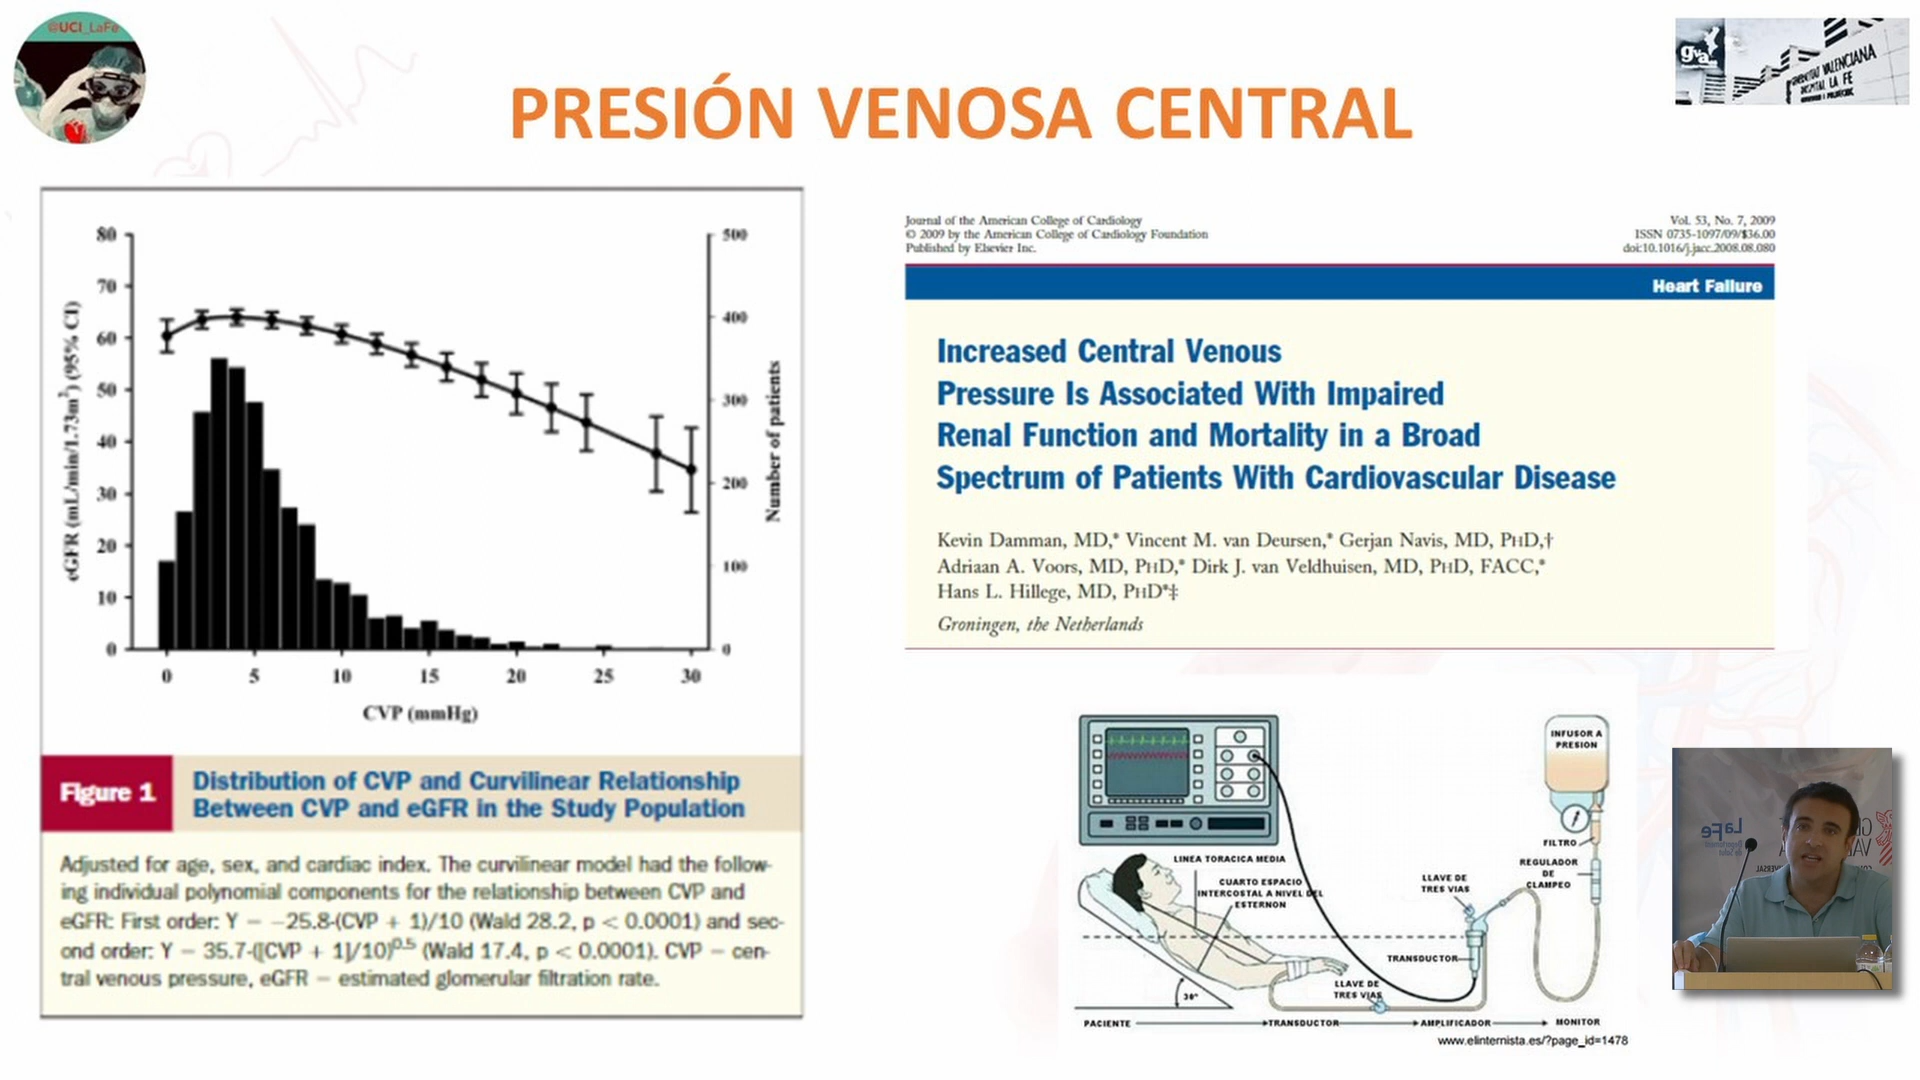 @UCI_LaFe
PRESIÓN VENOSA CENTRAL
gva
GENERALITAT VALENCIANA
HOSPITAL LA FE
80
70
60
50
40
30
20
10
0
eGFR (mL/min/1.73m²) (95% CI)
500
400
300
200
100
0
Number of patients
0 5 10 15 20 25 30
CVP (mmHg)
Figure 1
Distribution of CVP and Curvilinear Relationship
Between CVP and eGFR in the Study Population
Adjusted for age, sex, and cardiac index. The curvilinear model had the follow-
ing individual polynomial components for the relationship between CVP and
eGFR: First order: Y = −25.8·(CVP + 1)/10 (Wald 28.2, p < 0.0001) and sec-
ond order: Y = 35.7·([CVP + 1]/10)^0.5 (Wald 17.4, p < 0.0001). CVP = cen-
tral venous pressure, eGFR = estimated glomerular filtration rate.
Journal of the American College of Cardiology
© 2009 by the American College of Cardiology Foundation
Published by Elsevier Inc.
Vol. 53, No. 7, 2009
ISSN 0735-1097/09/$36.00
doi:10.1016/j.jacc.2008.08.080
Heart Failure
Increased Central Venous
Pressure Is Associated With Impaired
Renal Function and Mortality in a Broad
Spectrum of Patients With Cardiovascular Disease
Kevin Damman, MD,* Vincent M. van Deursen,* Gerjan Navis, MD, PHD,†
Adriaan A. Voors, MD, PHD,* Dirk J. van Veldhuisen, MD, PHD, FACC,*
Hans L. Hillege, MD, PHD*‡
Groningen, the Netherlands
INFUSOR A
PRESION
FILTRO
REGULADOR
DE
CLAMPEO
LINEA TORACICA MEDIA
CUARTO ESPACIO
INTERCOSTAL A NIVEL DEL
ESTERNON
LLAVE DE
TRES VIAS
TRANSDUCTOR
LLAVE DE
TRES VIAS
30°
PACIENTE TRANSDUCTOR AMPLIFICADOR MONITOR
www.elinternista.es/?page_id=1478
LaFe